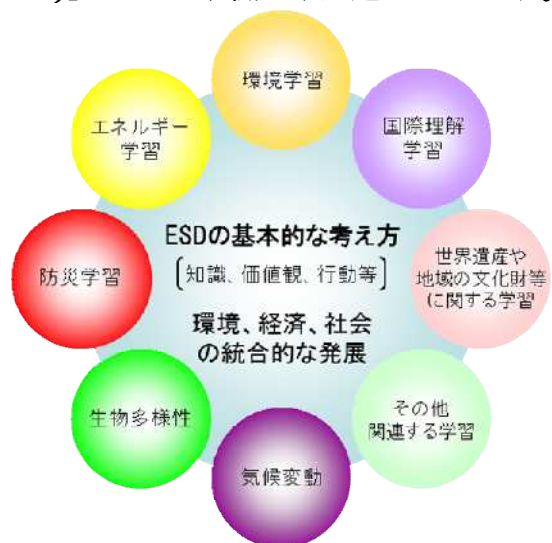 環境学習
エネルギー
学習
国際理解
学習
ESDの基本的な考え方
[知識、価値観、行動等]
環境、経済、社会
の統合的な発展
防災学習
世界遺産や
地域の文化財等
に関する学習
生物多様性
その他
関連する学習
気候変動